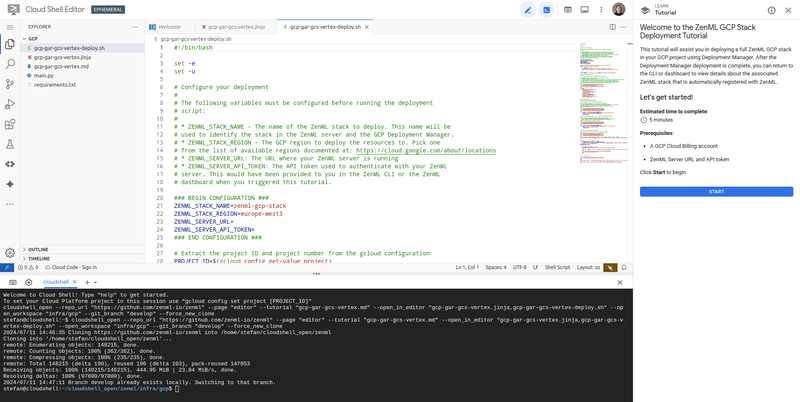 Cloud Shell Editor
EPHEMERAL
EXPLORER
GCP
gcp-gar-gcs-vertex-deploy.sh
gcp-gar-gcs-vertex.jinja
gcp-gar-gcs-vertex.md
main.py
requirements.txt
OUTLINE
TIMELINE
Welcome
gcp-gar-gcs-vertex.jinja
gcp-gar-gcs-vertex-deploy.sh
gcp-gar-gcs-vertex-deploy.sh
1 #!/bin/bash
2
3 set -e
4 set -u
5
6 # Configure your deployment
7 #
8 # The following variables must be configured before running the deployment
9 # script:
10 #
11 # * ZENML_STACK_NAME - The name of the ZenML stack to deploy. This name will be
12 # used to identify the stack in the ZenML server and the GCP Deployment Manager.
13 # * ZENML_STACK_REGION - The GCP region to deploy the resources to. Pick one
14 # from the list of available regions documented at: https://cloud.google.com/about/locations
15 # * ZENML_SERVER_URL: The URL where your ZenML server is running
16 # * ZENML_SERVER_API_TOKEN: The API token used to authenticate with your ZenML
17 # server. This would have been provided to you in the ZenML CLI or the ZenML
18 # dashboard when you triggered this tutorial.
19
20 ### BEGIN CONFIGURATION ###
21 ZENML_STACK_NAME=zenml-gcp-stack
22 ZENML_STACK_REGION=europe-west3
23 ZENML_SERVER_URL=
24 ZENML_SERVER_API_TOKEN=
25 ### END CONFIGURATION ###
26
27 # Extract the project ID and project number from the gcloud configuration
28 PROJECT_ID=$(gcloud config get-value project)
0 0
Cloud Code - Sign in
Ln 1, Col 1
Spaces: 4
UTF-8
LF
Shell Script
Layout: us
cloudshell
Welcome to Cloud Shell! Type "help" to get started.
To set your Cloud Platform project in this session use "gcloud config set project [PROJECT_ID]"
cloudshell_open --repo_url "https://github.com/zenml-io/zenml" --page "editor" --tutorial "gcp-gar-gcs-vertex.md" --open_in_editor "gcp-gar-gcs-vertex.jinja,gcp-gar-gcs-vertex-deploy.sh" --op
en_workspace "infra/gcp" --git_branch "develop" --force_new_clone
stefan@cloudshell:~$ cloudshell_open --repo_url "https://github.com/zenml-io/zenml" --page "editor" --tutorial "gcp-gar-gcs-vertex.md" --open_in_editor "gcp-gar-gcs-vertex.jinja,gcp-gar-gcs-v
ertex-deploy.sh" --open_workspace "infra/gcp" --git_branch "develop" --force_new_clone
2024/07/11 14:46:35 Cloning https://github.com/zenml-io/zenml into /home/stefan/cloudshell_open/zenml
Cloning into '/home/stefan/cloudshell_open/zenml'...
remote: Enumerating objects: 148215, done.
remote: Counting objects: 100% (362/362), done.
remote: Compressing objects: 100% (235/235), done.
remote: Total 148215 (delta 190), reused 190 (delta 103), pack-reused 147853
Receiving objects: 100% (148215/148215), 444.95 MiB | 23.84 MiB/s, done.
Resolving deltas: 100% (97800/97800), done.
2024/07/11 14:47:11 Branch develop already exists locally. Switching to that branch.
stefan@cloudshell:~/cloudshell_open/zenml/infra/gcp$
LEARN
Tutorial
Welcome to the ZenML GCP Stack
Deployment Tutorial
This tutorial will assist you in deploying a full ZenML GCP stack
in your GCP project using Deployment Manager. After the
Deployment Manager deployment is complete, you can return to
the CLI or dashboard to view details about the associated
ZenML stack that is automatically registered with ZenML.
Let's get started!
Estimated time to complete:
5 minutes
Prerequisites:
• A GCP Cloud Billing account
• ZenML Server URL and API token
Click Start to begin.
START